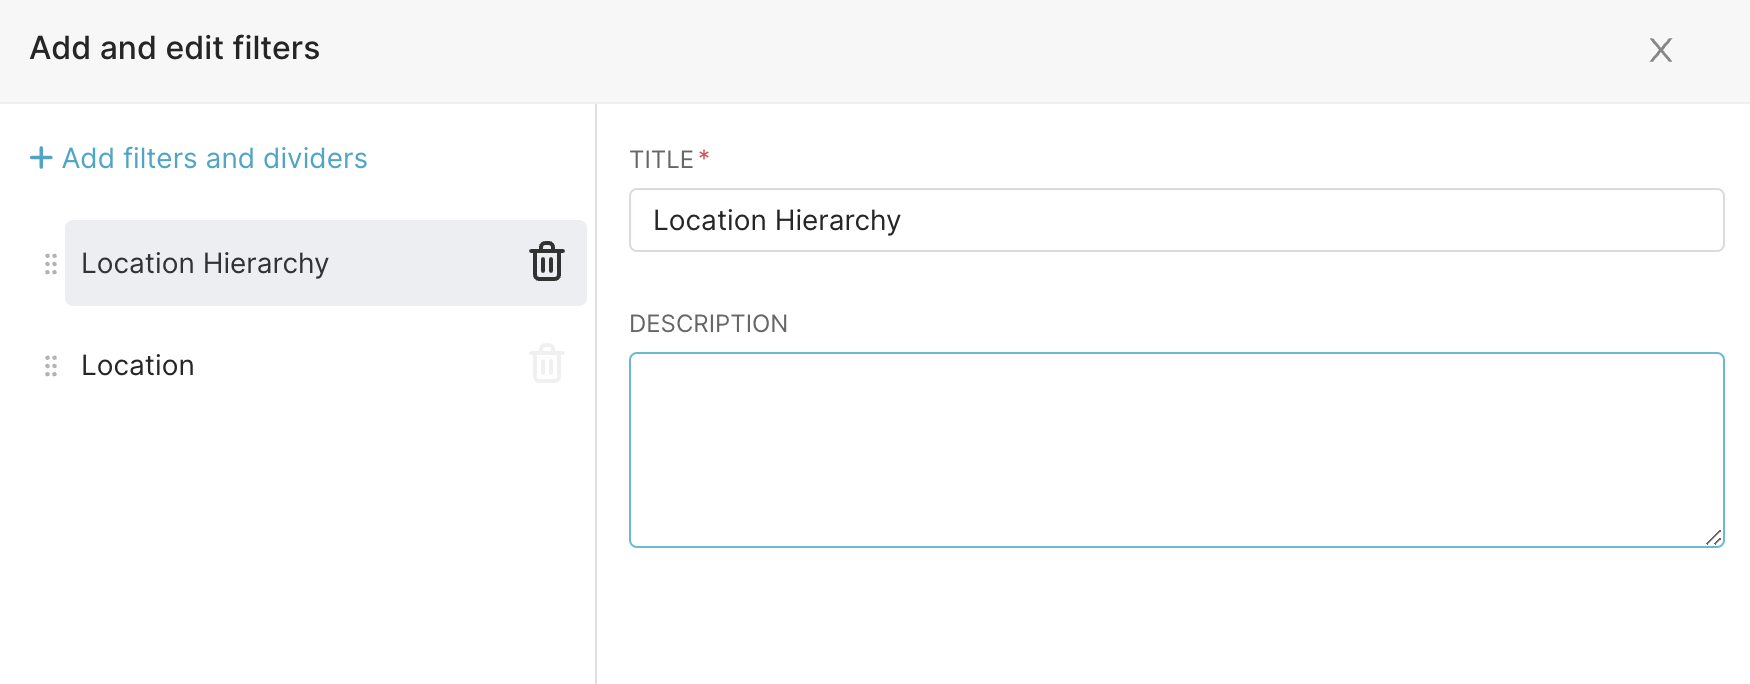 Add and edit filters
+ Add filters and dividers
Location Hierarchy
Location
TITLE*
Location Hierarchy
DESCRIPTION